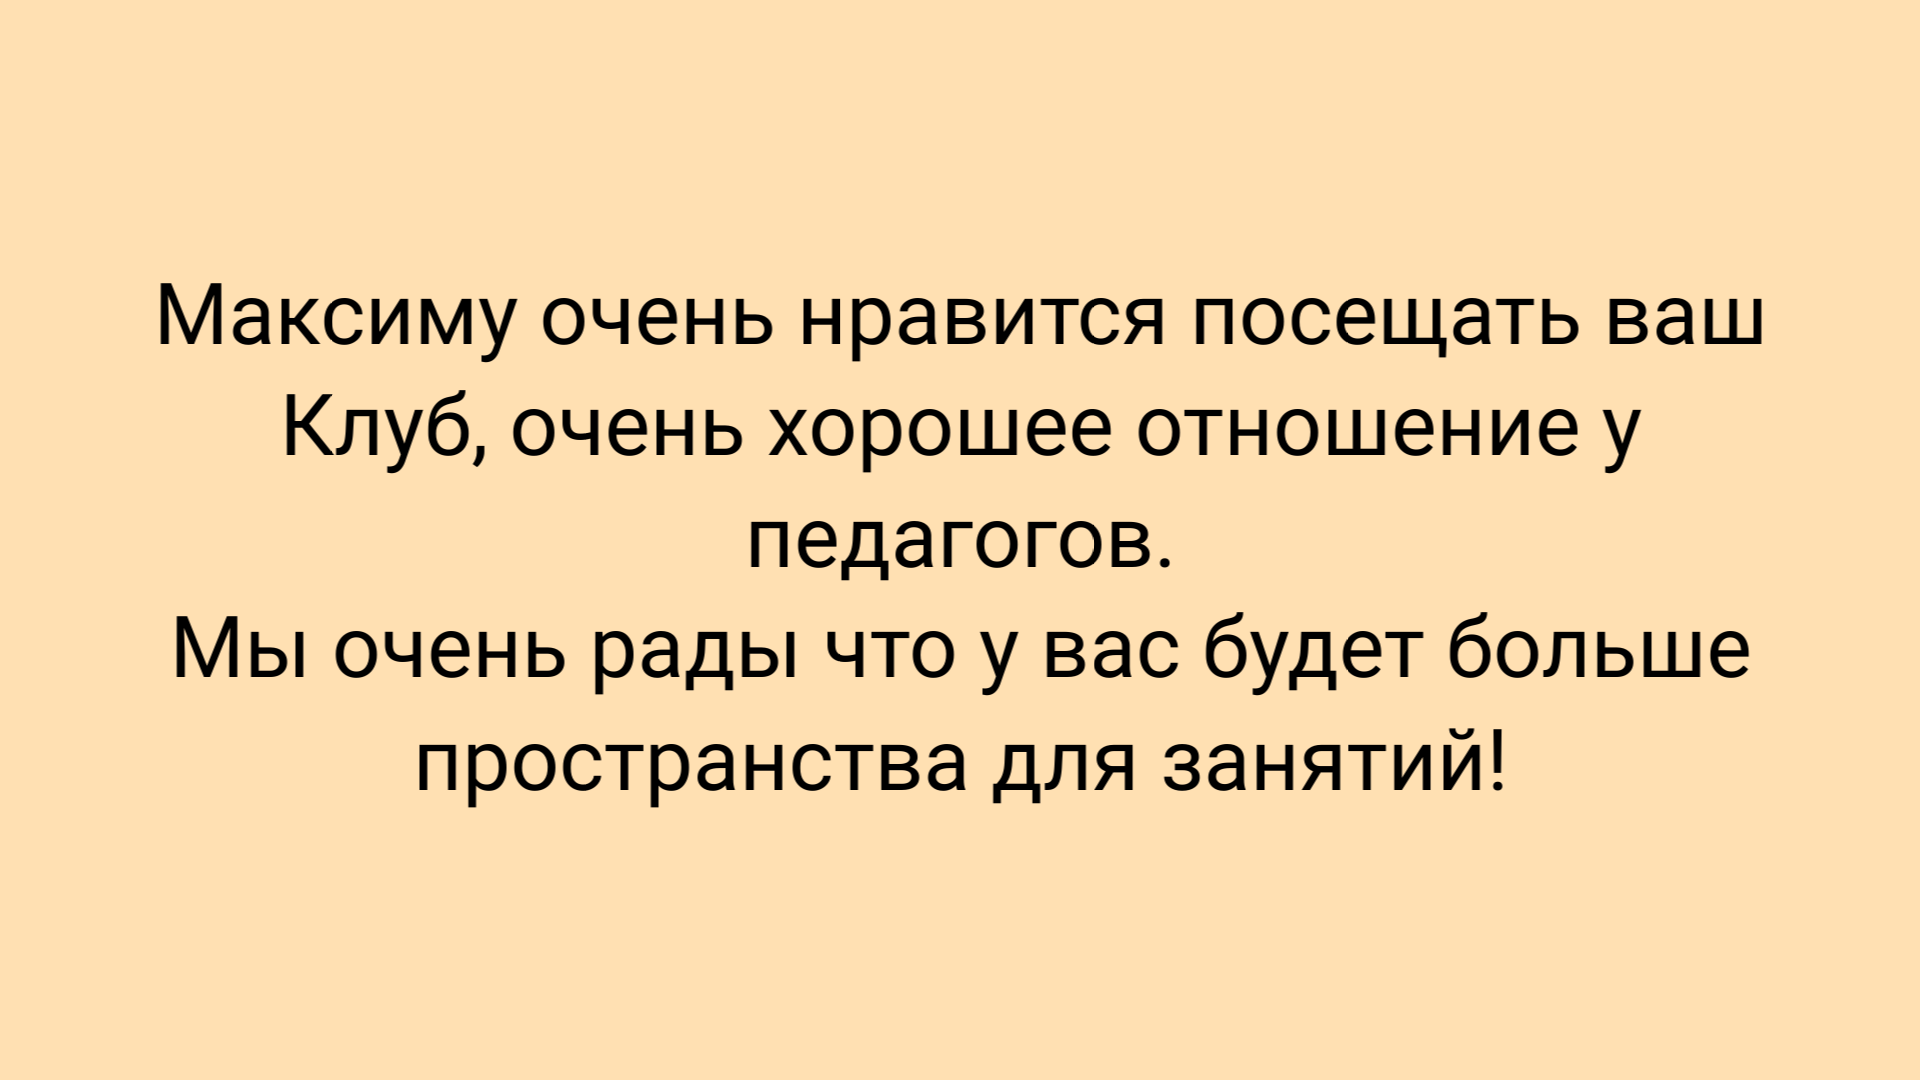 Максиму очень нравится посещать ваш
Клуб, очень хорошее отношение у
педагогов.
Мы очень рады что у вас будет больше
пространства для занятий!